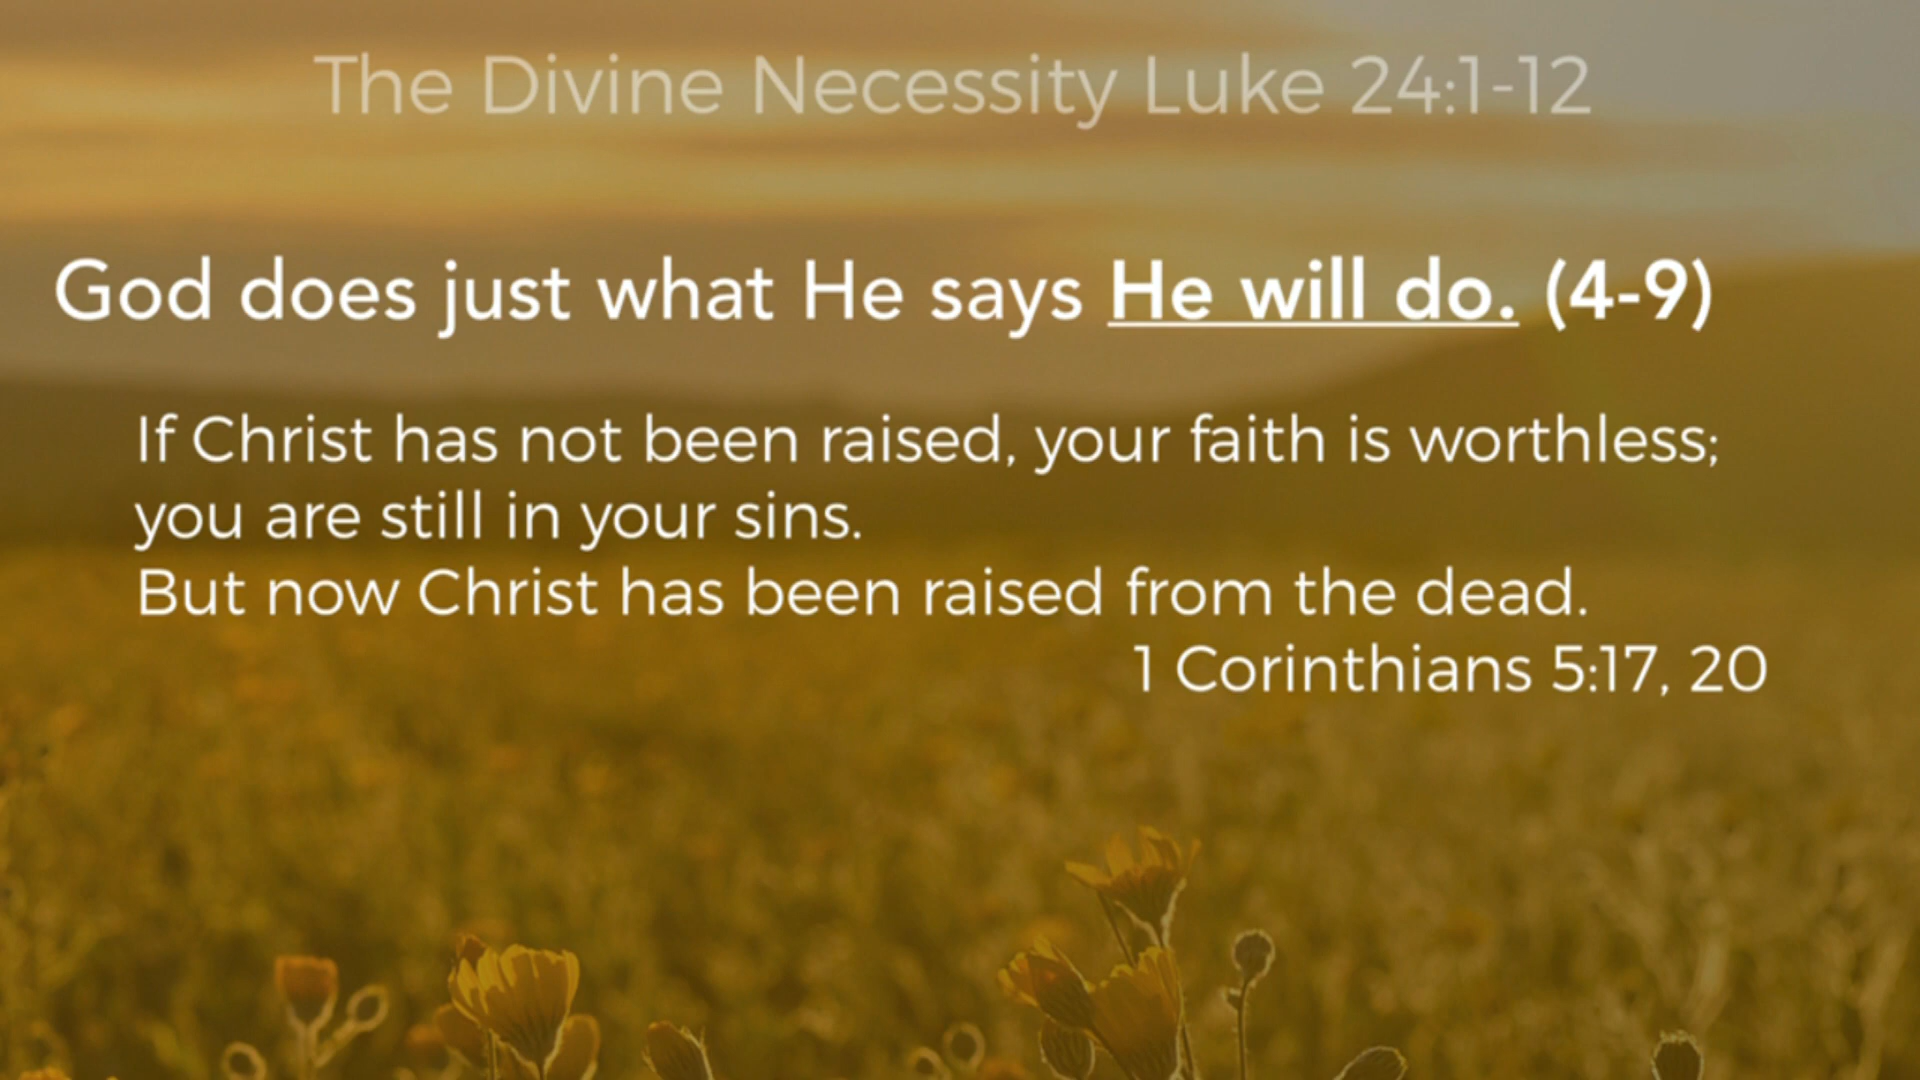 The Divine Necessity Luke 24:1-12
God does just what He says He will do. (4-9)
If Christ has not been raised, your faith is worthless;
you are still in your sins.
But now Christ has been raised from the dead.
1 Corinthians 5:17, 20